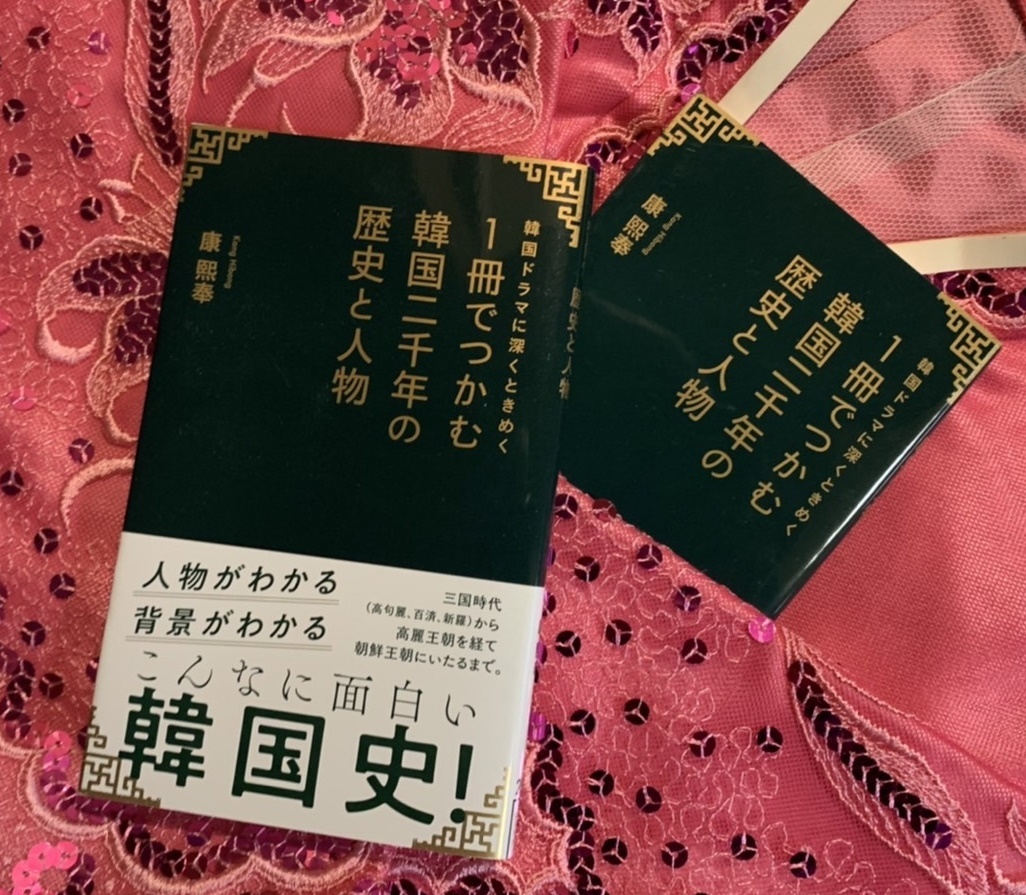 韓国ドラマに深くときめく
1冊でつかむ
韓国二千年の
歴史と人物
康 熙奉
Kang Hibong
歴史と人物
人物がわかる
背景がわかる
三国時代
(高句麗、百済、新羅)から
高麗王朝を経て
朝鮮王朝にいたるまで。
こんなに面白い
韓国史!
韓国ドラマに深くときめく
1冊でつかむ
韓国二千年の
歴史と人物
康 熙奉
Kang Hibong